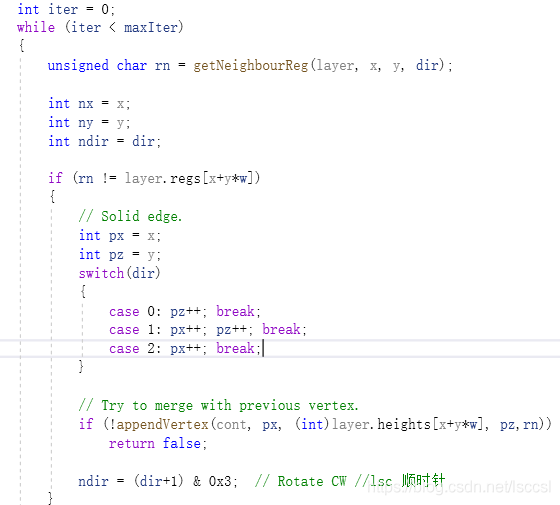 int iter = 0;
while (iter < maxIter)
{
unsigned char rn = getNeighbourReg(layer, x, y, dir);
int nx = x;
int ny = y;
int ndir = dir;
if (rn != layer.regs[x+y*w])
{
// Solid edge.
int px = x;
int pz = y;
switch(dir)
{
case 0: pz++; break;
case 1: px++; pz++; break;
case 2: px++; break;
}
// Try to merge with previous vertex.
if (!appendVertex(cont, px, (int)layer.heights[x+y*w], pz,rn))
return false;
ndir = (dir+1) & 0x3;  // Rotate CW //lsc 顺时针
https://blog.csdn.net/lsccsl
}